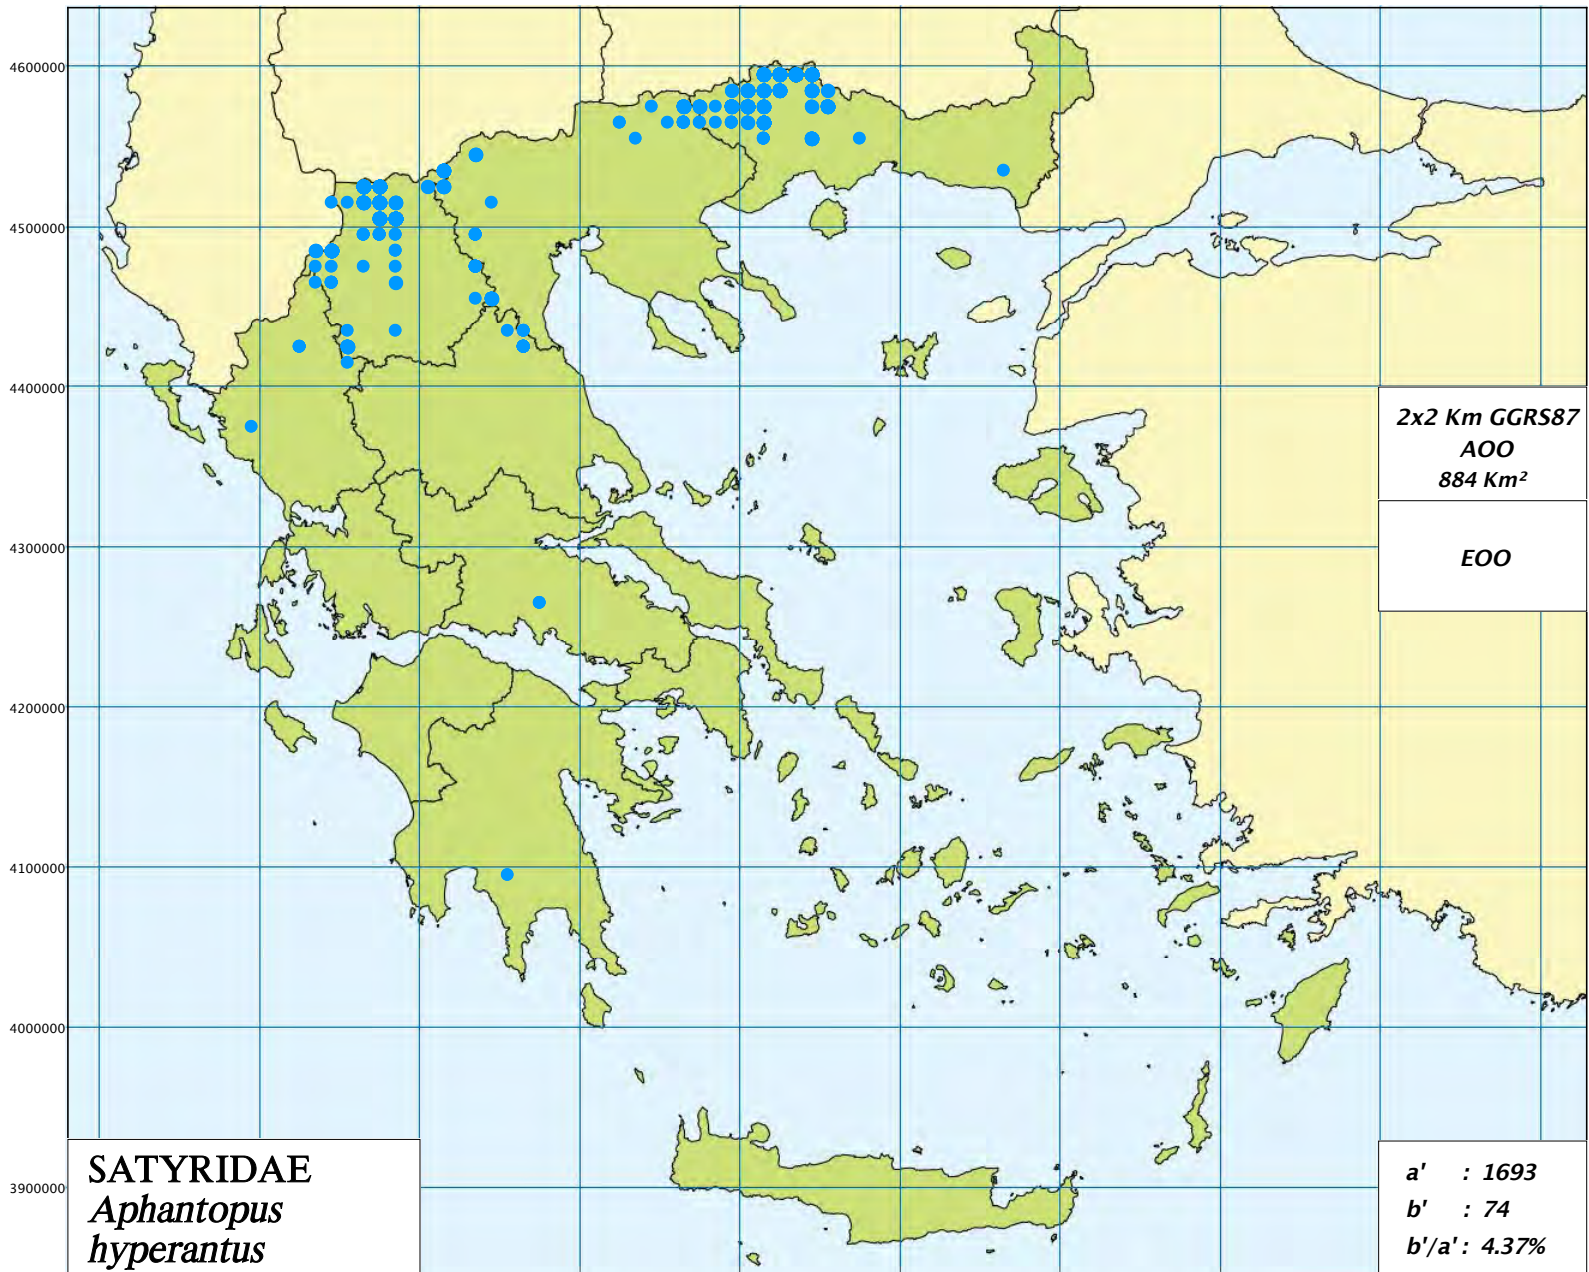 4600000
4500000
4400000
4300000
4200000
4100000
4000000
3900000
2x2 Km GGRS87
AOO
884 Km²
EOO
SATYRIDAE
Aphantopus
hyperantus
a' : 1693
b' : 74
b'/a' : 4.37%